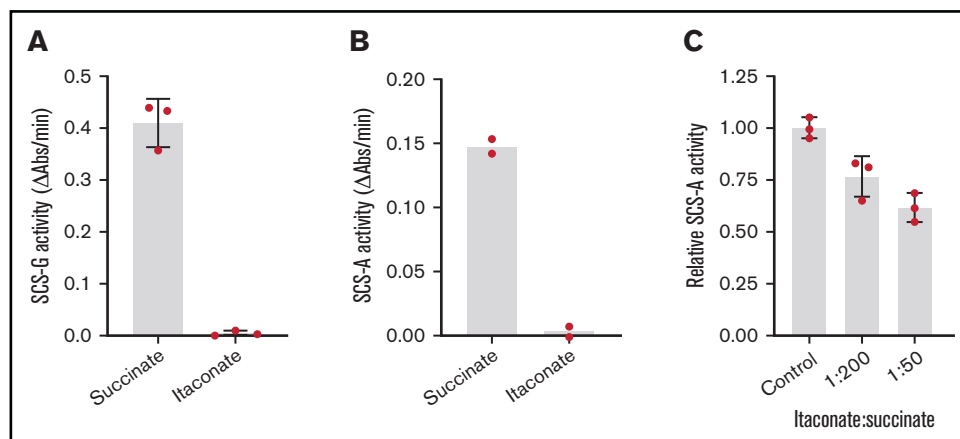 A
SCS-G activity (ΔAbs/min)
0.5
0.4
0.3
0.2
0.1
0.0
Succinate
Itaconate
B
SCS-A activity (ΔAbs/min)
0.20
0.15
0.10
0.05
0.00
Succinate
Itaconate
C
Relative SCS-A activity
1.25
1.00
0.75
0.50
0.25
0.00
Control
1:200
1:50
Itaconate:succinate